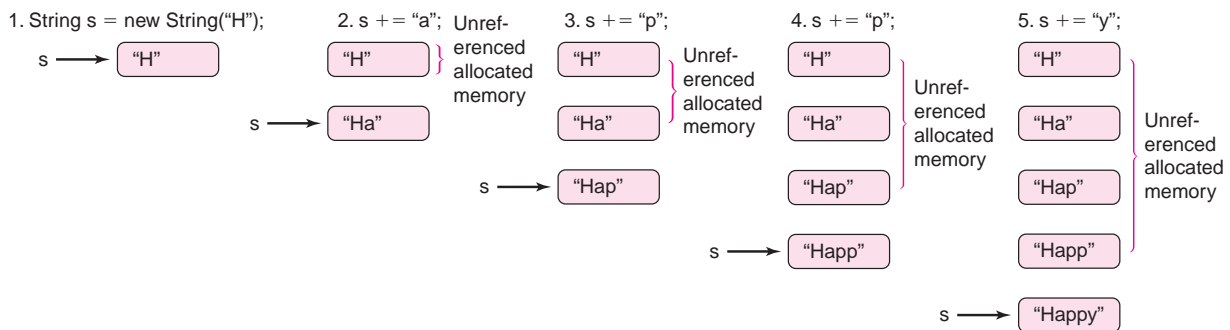 1. String s = new String(“H”);
s
“H”
2. s += “a”;
“H”
Unref-
erenced
allocated
memory
s
“Ha”
3. s += “p”;
“H”
“Ha”
Unref-
erenced
allocated
memory
s
“Hap”
4. s += “p”;
“H”
“Ha”
“Hap”
Unref-
erenced
allocated
memory
s
“Happ”
5. s += “y”;
“H”
“Ha”
“Hap”
“Happ”
Unref-
erenced
allocated
memory
s
“Happy”